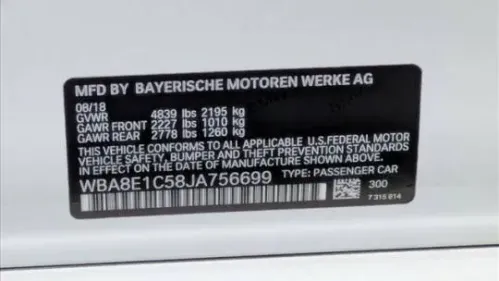 MFD BY BAYERISCHE MOTOREN WERKE AG
08/18
GVWR 4839 lbs 2195 kg
GAWR FRONT 2227 lbs 1010 kg
GAWR REAR 2778 lbs 1260 kg
THIS VEHICLE CONFORMS TO ALL APPLICABLE U.S.FEDERAL MOTOR
VEHICLE SAFETY, BUMPER, AND THEFT PREVENTION STANDARDS
IN EFFECT ON THE DATE OF MANUFACTURE SHOWN ABOVE.
WBA8E1C58JA756699 TYPE: PASSENGER CAR
300
7 315 614